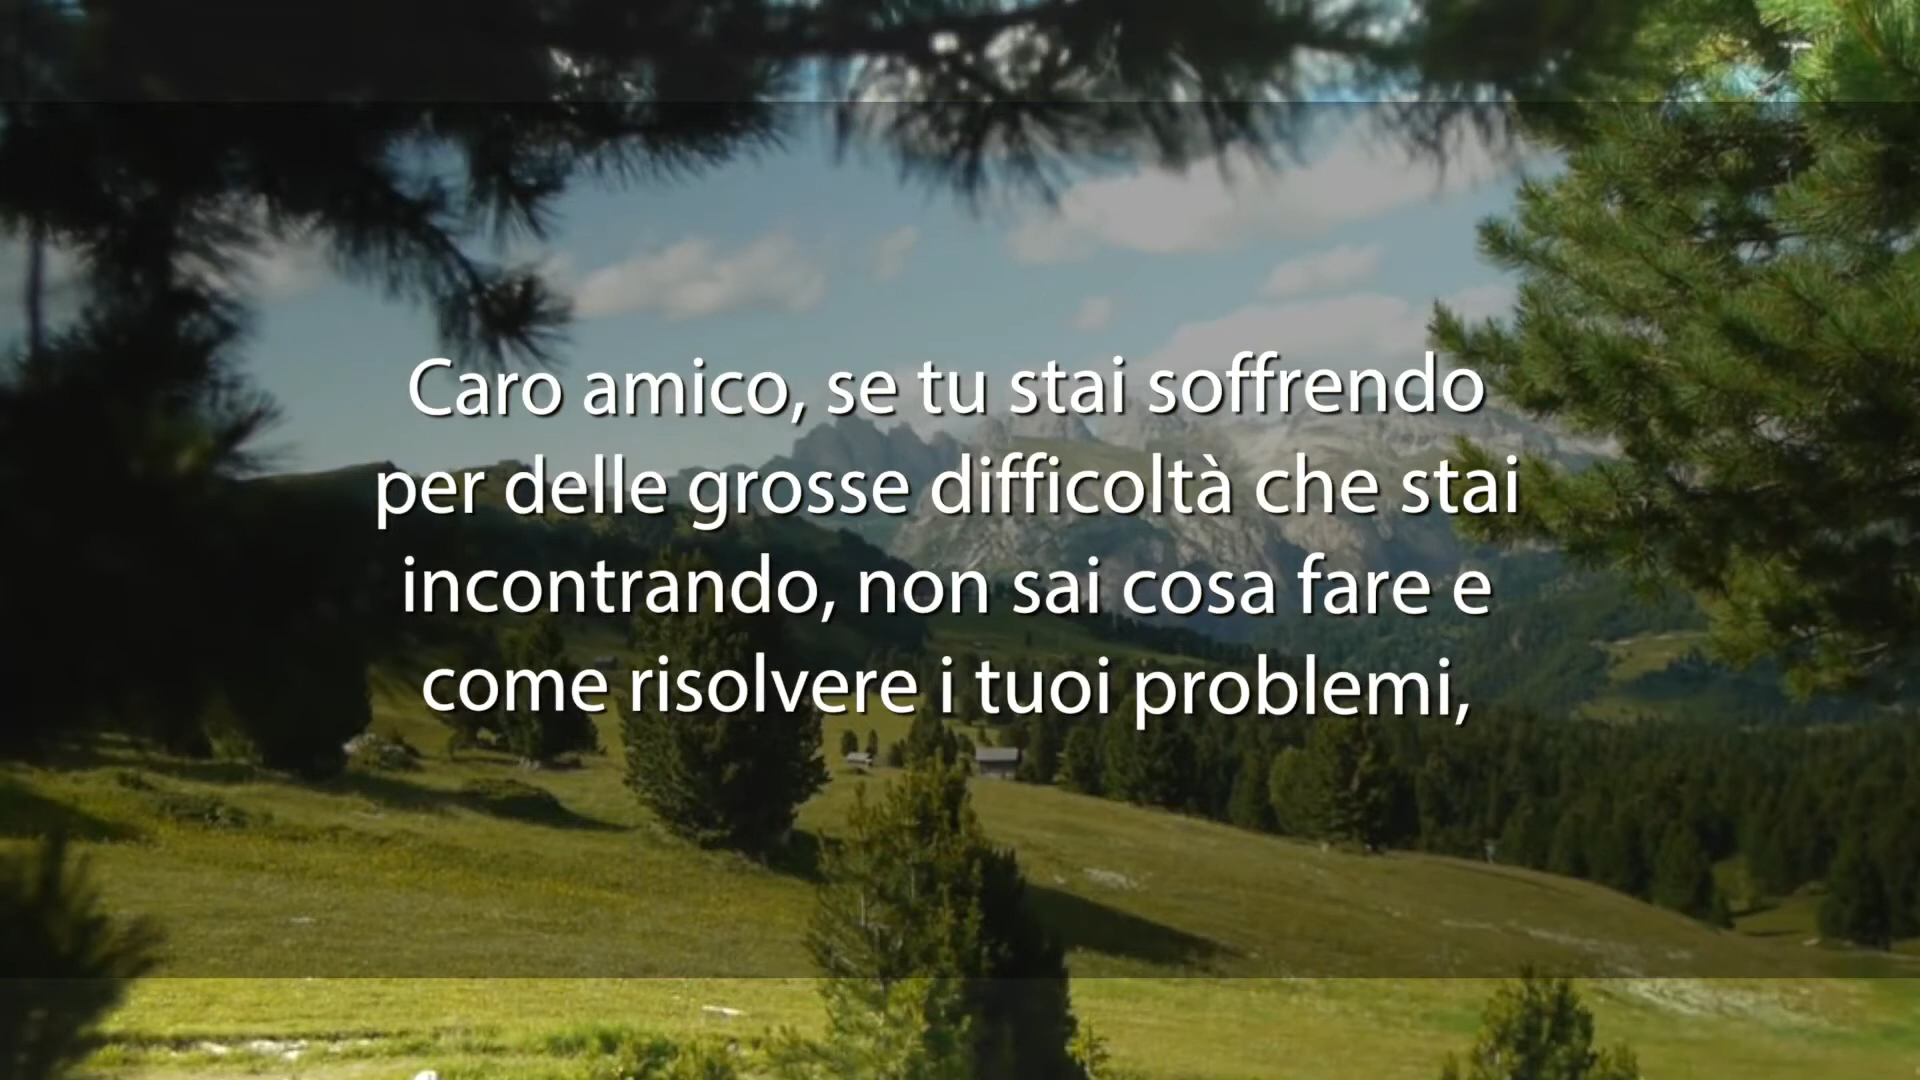 Caro amico, se tu stai soffrendo
per delle grosse difficoltà che stai
incontrando, non sai cosa fare e
come risolvere i tuoi problemi,